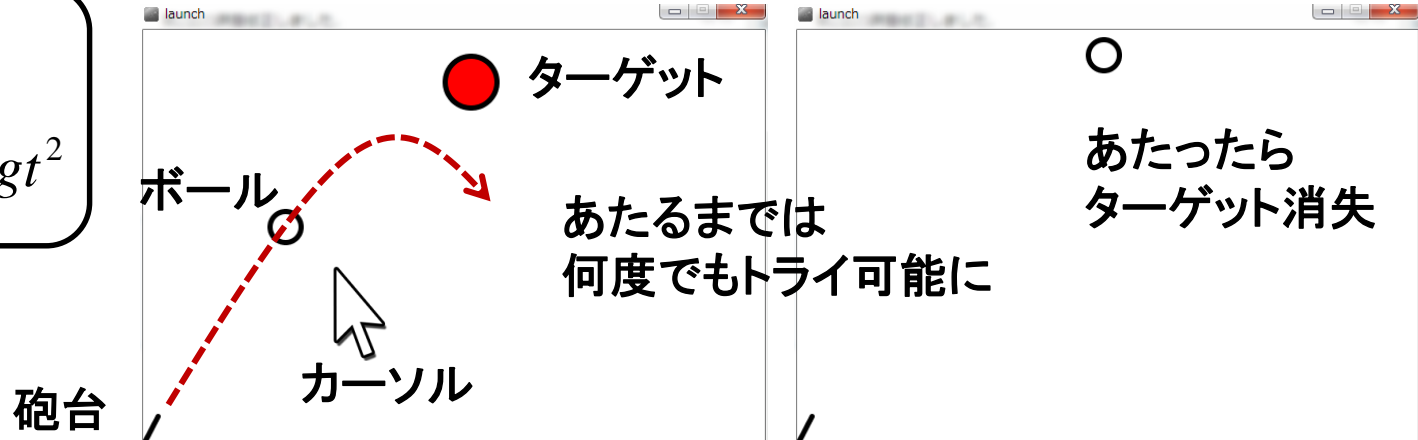 launch
launch
ターゲット
gt²
ボール
あたったら
ターゲット消失
あたるまでは
何度でもトライ可能に
カーソル
砲台